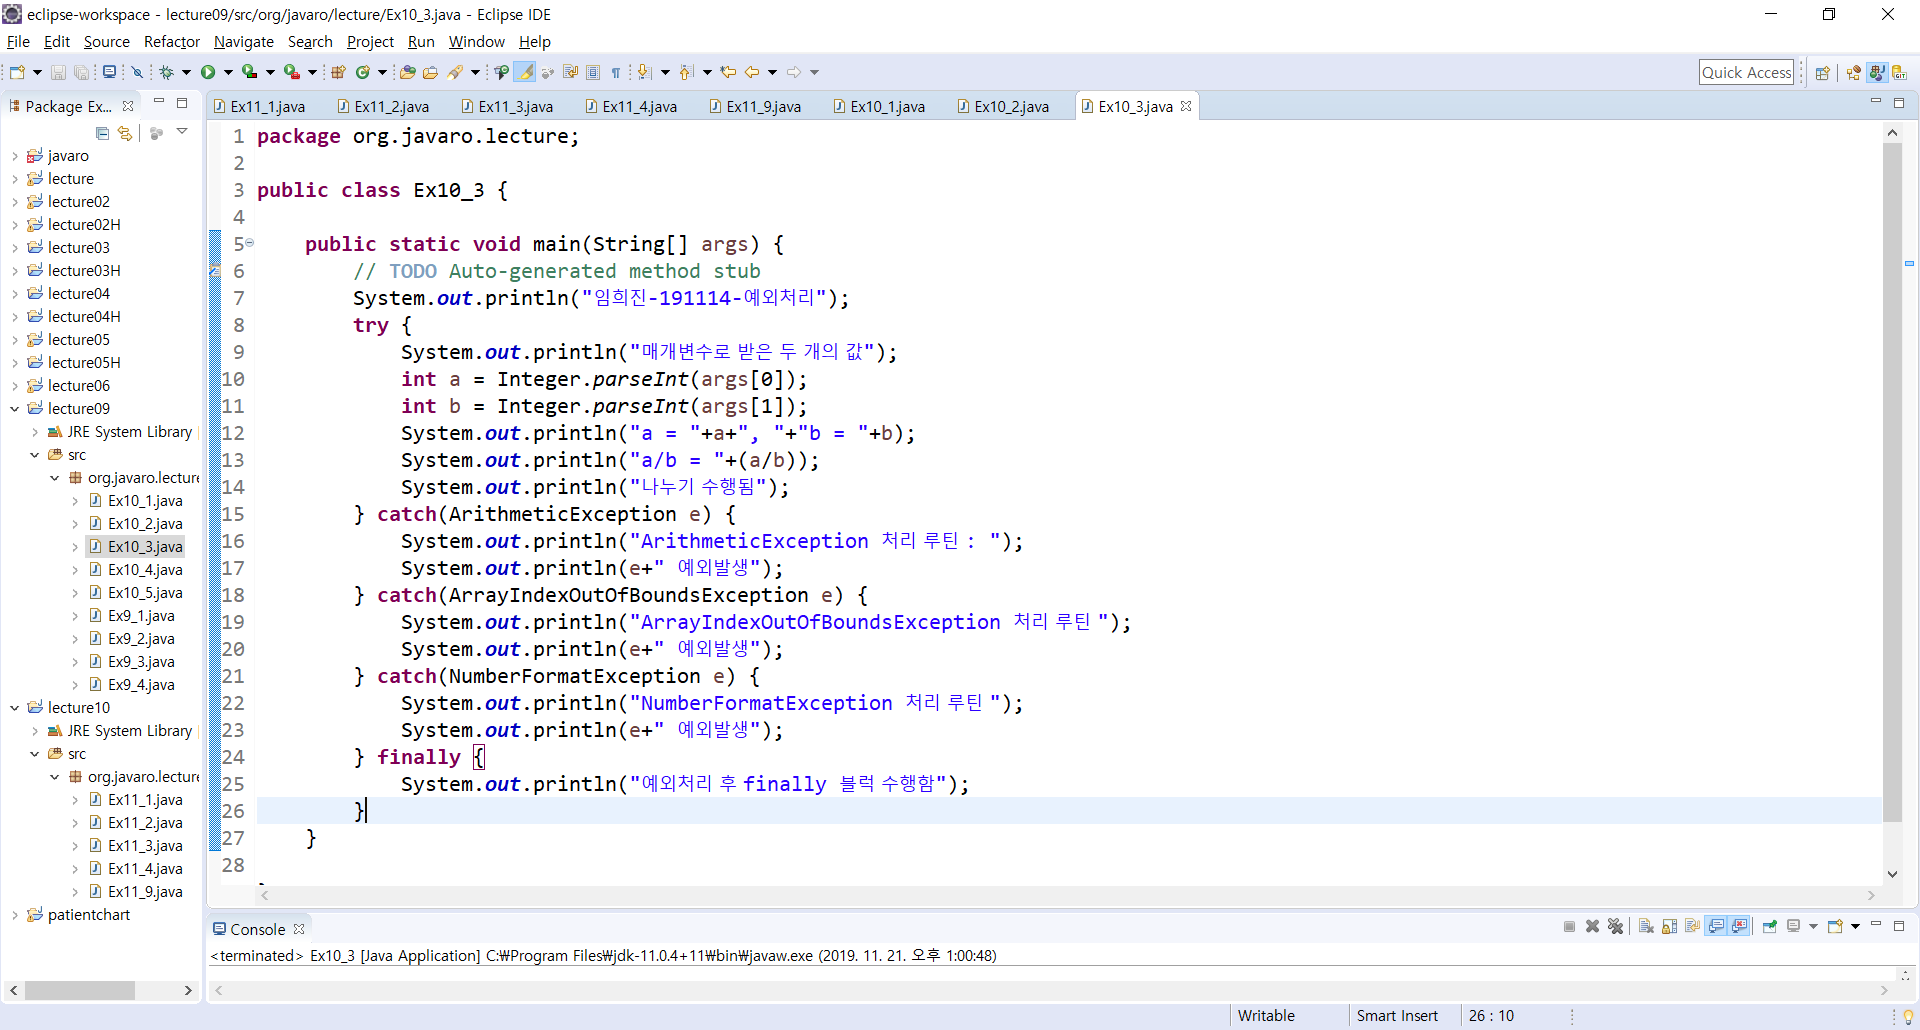 eclipse-workspace - lecture09/src/org/javaro/lecture/Ex10_3.java - Eclipse IDE
File Edit Source Refactor Navigate Search Project Run Window Help
Quick Access
Package Ex...
javaro
lecture
lecture02
lecture02H
lecture03
lecture03H
lecture04
lecture04H
lecture05
lecture05H
lecture06
lecture09
JRE System Library
src
org.javaro.lecture
Ex10_1.java
Ex10_2.java
Ex10_3.java
Ex10_4.java
Ex10_5.java
Ex9_1.java
Ex9_2.java
Ex9_3.java
Ex9_4.java
lecture10
JRE System Library
src
org.javaro.lecture
Ex11_1.java
Ex11_2.java
Ex11_3.java
Ex11_4.java
Ex11_9.java
patientchart
Ex11_1.java Ex11_2.java Ex11_3.java Ex11_4.java Ex11_9.java Ex10_1.java Ex10_2.java Ex10_3.java
1 package org.javaro.lecture;
2
3 public class Ex10_3 {
4
5 public static void main(String[] args) {
6 // TODO Auto-generated method stub
7 System.out.println("임희진-191114-예외처리");
8 try {
9 System.out.println("매개변수로 받은 두 개의 값");
10 int a = Integer.parseInt(args[0]);
11 int b = Integer.parseInt(args[1]);
12 System.out.println("a = "+a+", "+"b = "+b);
13 System.out.println("a/b = "+(a/b));
14 System.out.println("나누기 수행됨");
15 } catch(ArithmeticException e) {
16 System.out.println("ArithmeticException 처리 루틴 : ");
17 System.out.println(e+" 예외발생");
18 } catch(ArrayIndexOutOfBoundsException e) {
19 System.out.println("ArrayIndexOutOfBoundsException 처리 루틴 ");
20 System.out.println(e+" 예외발생");
21 } catch(NumberFormatException e) {
22 System.out.println("NumberFormatException 처리 루틴 ");
23 System.out.println(e+" 예외발생");
24 } finally {
25 System.out.println("예외처리 후 finally 블럭 수행함");
26 }
27 }
28
Console
<terminated> Ex10_3 [Java Application] C:₩Program Files₩jdk-11.0.4+11₩bin₩javaw.exe (2019. 11. 21. 오후 1:00:48)
Writable Smart Insert 26 : 10